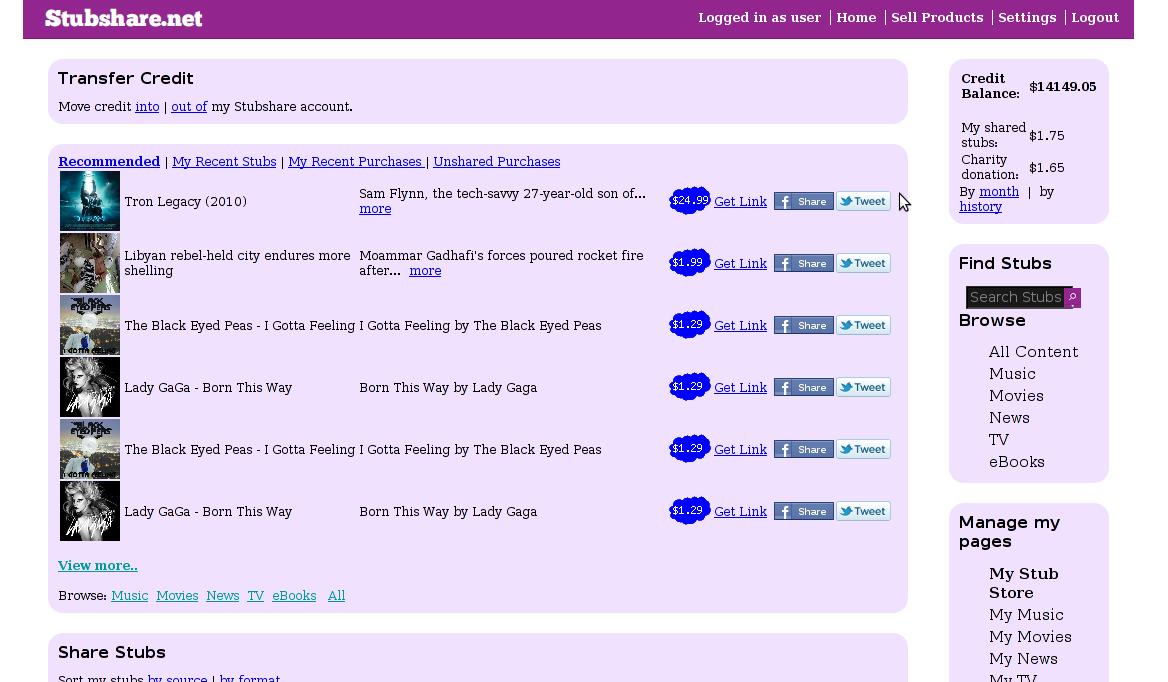 Stubshare.net
Logged in as user | Home | Sell Products | Settings | Logout
Transfer Credit
Move credit into | out of my Stubshare account.
Recommended | My Recent Stubs | My Recent Purchases | Unshared Purchases
Tron Legacy (2010) Sam Flynn, the tech-savvy 27-year-old son of...
more
$24.99 Get Link Share Tweet
Libyan rebel-held city endures more
shelling
Moammar Gadhafi's forces poured rocket fire
after... more
$1.99 Get Link Share Tweet
The Black Eyed Peas - I Gotta Feeling I Gotta Feeling by The Black Eyed Peas $1.29 Get Link Share Tweet
Lady GaGa - Born This Way Born This Way by Lady Gaga $1.29 Get Link Share Tweet
The Black Eyed Peas - I Gotta Feeling I Gotta Feeling by The Black Eyed Peas $1.29 Get Link Share Tweet
Lady GaGa - Born This Way Born This Way by Lady Gaga $1.29 Get Link Share Tweet
View more..
Browse: Music Movies News TV eBooks All
Share Stubs
Sort my stubs by source | by format
Credit
Balance: $14149.05
My shared
stubs: $1.75
Charity
donation: $1.65
By month | by
history
Find Stubs
Search Stubs
Browse
All Content
Music
Movies
News
TV
eBooks
Manage my
pages
My Stub
Store
My Music
My Movies
My News
My TV